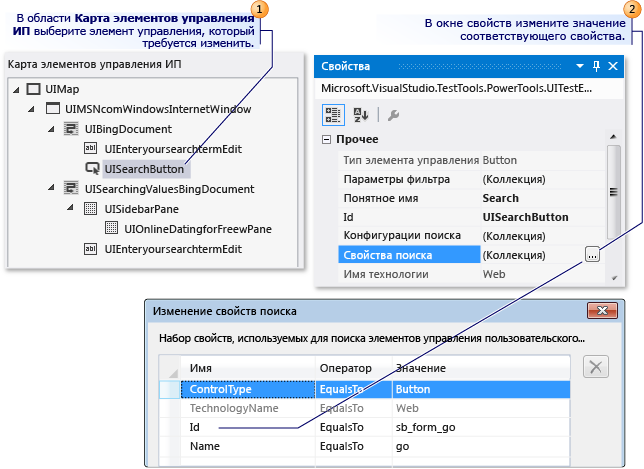 1
В области Карта элементов управления
ИП выберите элемент управления, который
требуется изменить.
2
В окне свойств измените значение
соответствующего свойства.
Карта элементов управления ИП
UIMap
UIMSNcomWindowsInternetWindow
UIBingDocument
UIEnteryoursearchtermEdit
UISearchButton
UISearchingValuesBingDocument
UISidebarPane
UIOnlineDatingforFreewPane
UIEnteryoursearchtermEdit
Свойства
Microsoft.VisualStudio.TestTools.PowerTools.UITestE...
Прочее
Тип элемента управления Button
Параметры фильтра (Коллекция)
Понятное имя Search
Id UISearchButton
Конфигурации поиска (Коллекция)
Свойства поиска (Коллекция) ...
Имя технологии Web
Изменение свойств поиска
Набор свойств, используемых для поиска элементов управления пользовательского...
Имя Оператор Значение
ControlType EqualsTo Button
TechnologyName EqualsTo Web
Id EqualsTo sb_form_go
Name EqualsTo go